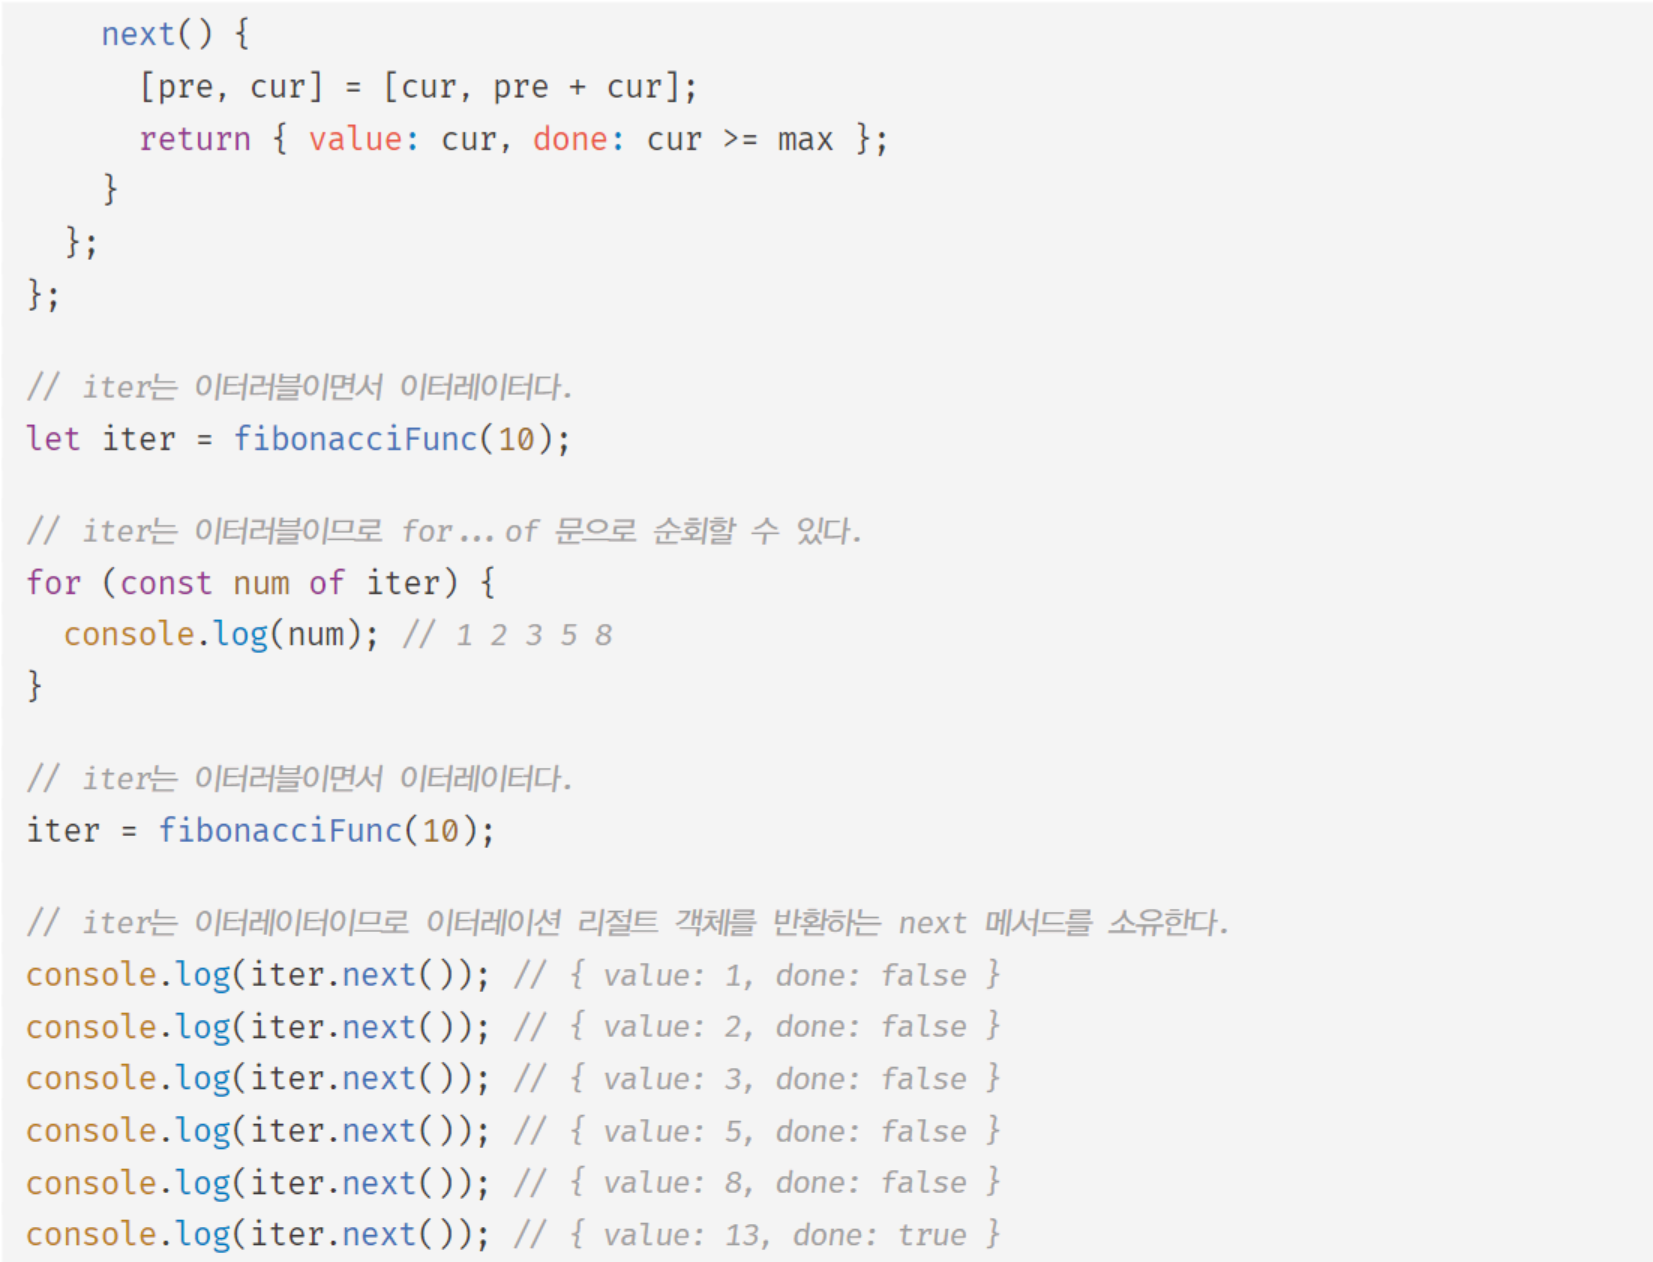 next() {
      [pre, cur] = [cur, pre + cur];
      return { value: cur, done: cur >= max };
    }
  };
};

// iter는 이터러블이면서 이터레이터다.
let iter = fibonacciFunc(10);

// iter는 이터러블이므로 for...of 문으로 순회할 수 있다.
for (const num of iter) {
  console.log(num); // 1 2 3 5 8
}

// iter는 이터러블이면서 이터레이터다.
iter = fibonacciFunc(10);

// iter는 이터레이터이므로 이터레이션 리절트 객체를 반환하는 next 메서드를 소유한다.
console.log(iter.next()); // { value: 1, done: false }
console.log(iter.next()); // { value: 2, done: false }
console.log(iter.next()); // { value: 3, done: false }
console.log(iter.next()); // { value: 5, done: false }
console.log(iter.next()); // { value: 8, done: false }
console.log(iter.next()); // { value: 13, done: true }